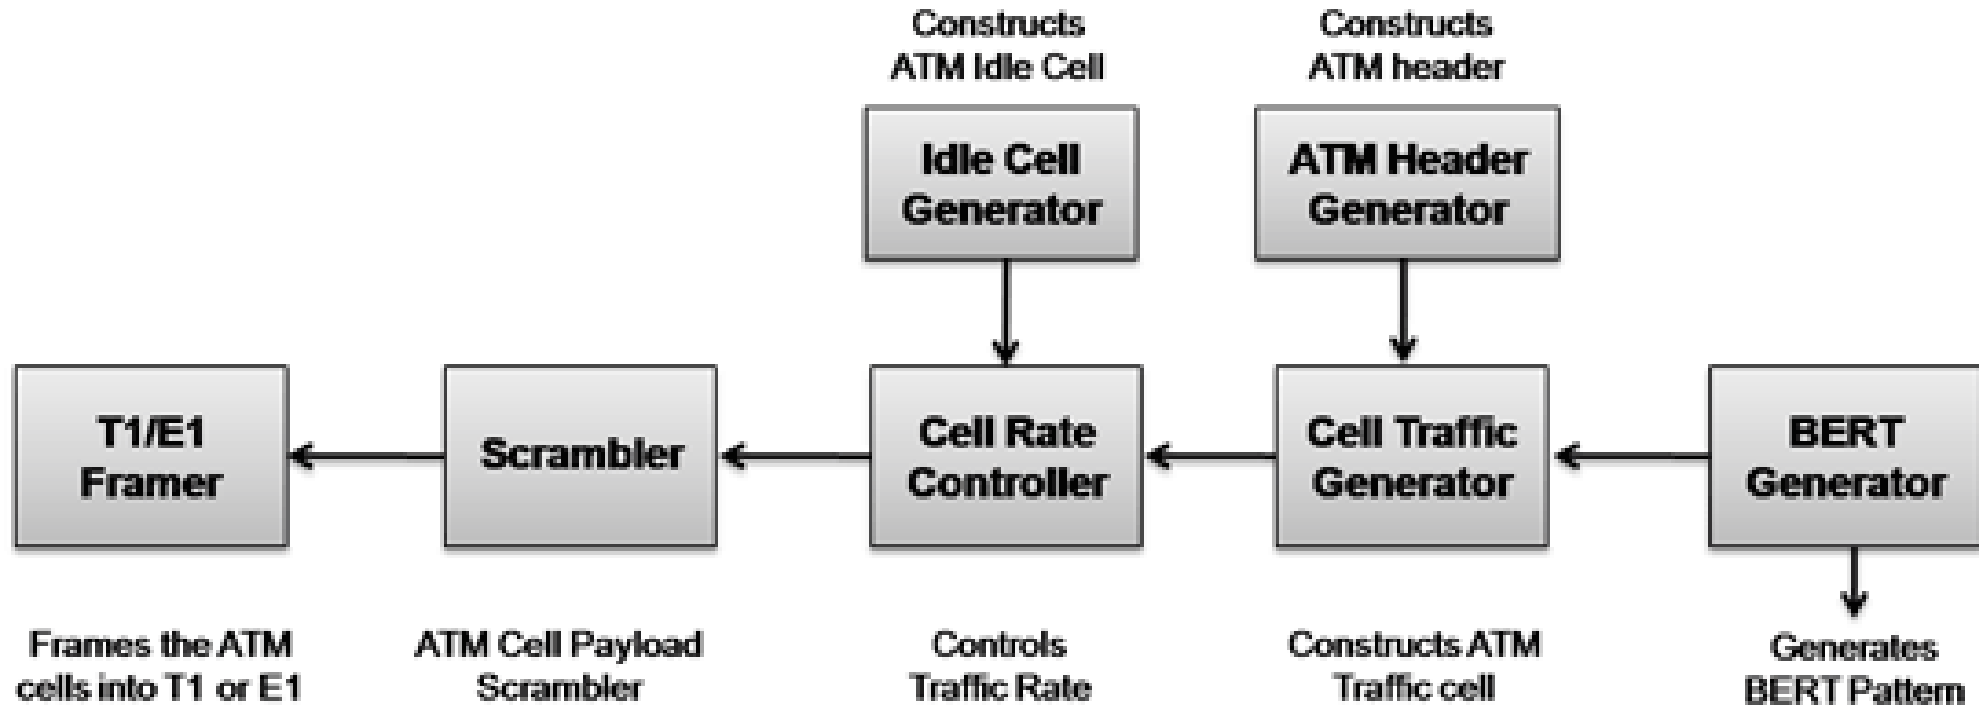 Constructs
ATM Idle Cell
Constructs
ATM header
Idle Cell
Generator
ATM Header
Generator
T1/E1
Framer
Scrambler
Cell Rate
Controller
Cell Traffic
Generator
BERT
Generator
Frames the ATM
cells into T1 or E1
ATM Cell Payload
Scrambler
Controls
Traffic Rate
Constructs ATM
Traffic cell
Generates
BERT Pattern